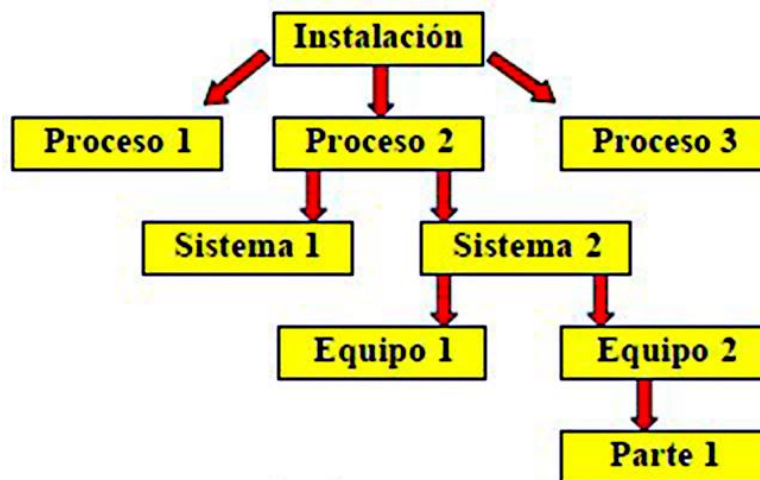 Instalación
Proceso 1
Proceso 2
Proceso 3
Sistema 1
Sistema 2
Equipo 1
Equipo 2
Parte 1